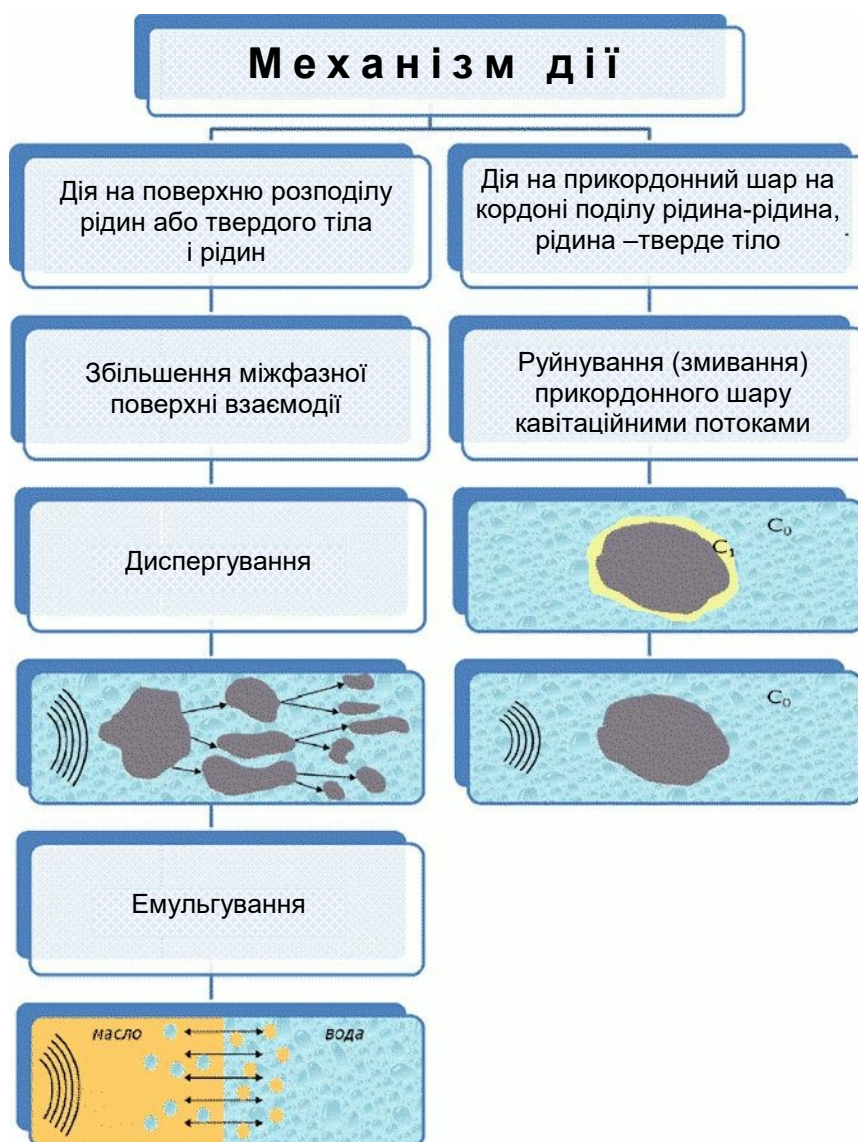 Механізм дії
Дія на поверхню розподілу
рідин або твердого тіла
і рідин
Дія на прикордонний шар на
кордоні поділу рідина-рідина,
рідина –тверде тіло
Збільшення міжфазної
поверхні взаємодії
Руйнування (змивання)
прикордонного шару
кавітаційними потоками
Диспергування
C₀
C₁
C₀
Емульгування
масло
вода